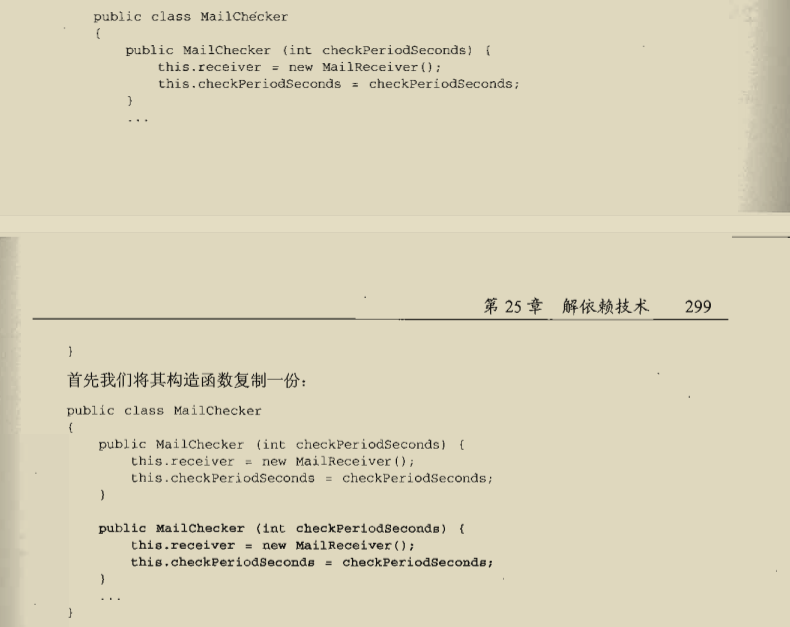 public class MailChecker
{
    public MailChecker (int checkPeriodSeconds) {
        this.receiver = new MailReceiver();
        this.checkPeriodSeconds = checkPeriodSeconds;
    }
    ...
第 25 章 解依赖技术 299
}
首先我们将其构造函数复制一份：
public class MailChecker
{
    public MailChecker (int checkPeriodSeconds) {
        this.receiver = new MailReceiver();
        this.checkPeriodSeconds = checkPeriodSeconds;
    }
    public MailChecker (int checkPeriodSeconds) {
        this.receiver = new MailReceiver();
        this.checkPeriodSeconds = checkPeriodSeconds;
    }
    ...
}